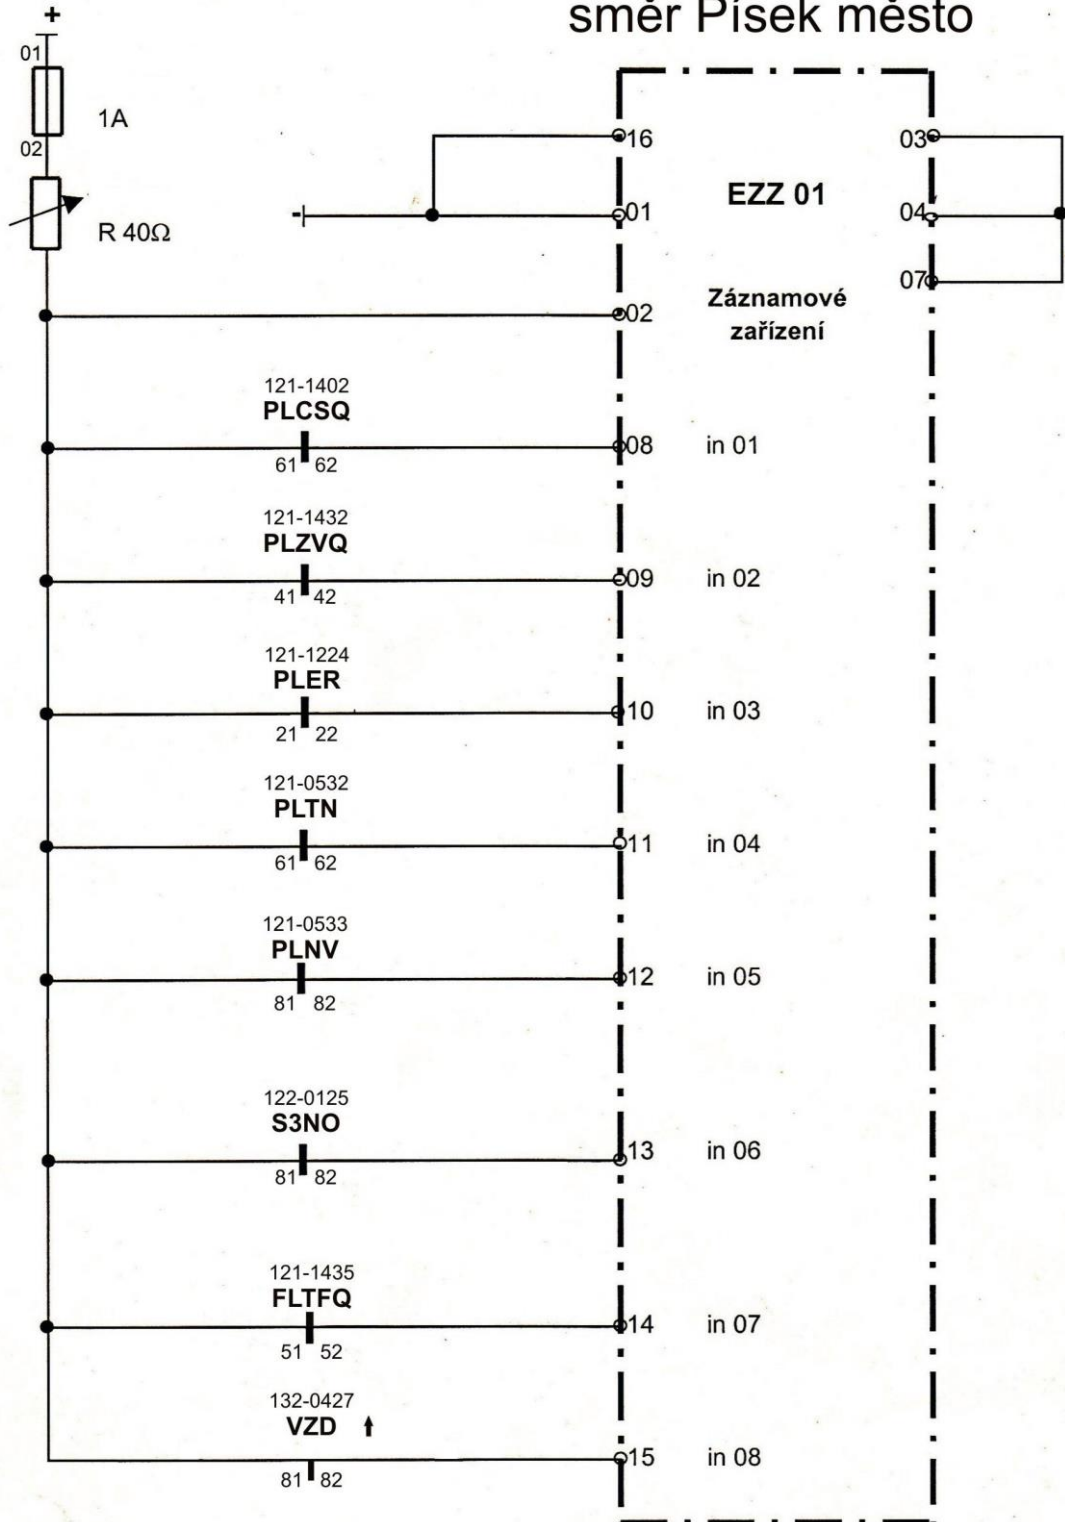 směr Písek město
+
01
1A
02
R 40Ω
-
16
01
02
EZZ 01
Záznamové
zařízení
03
04
07
121-1402
PLCSQ
61 62
08
in 01
121-1432
PLZVQ
41 42
09
in 02
121-1224
PLER
21 22
10
in 03
121-0532
PLTN
61 62
11
in 04
121-0533
PLNV
81 82
12
in 05
122-0125
S3NO
81 82
13
in 06
121-1435
FLTFQ
51 52
14
in 07
132-0427
VZD
81 82
15
in 08